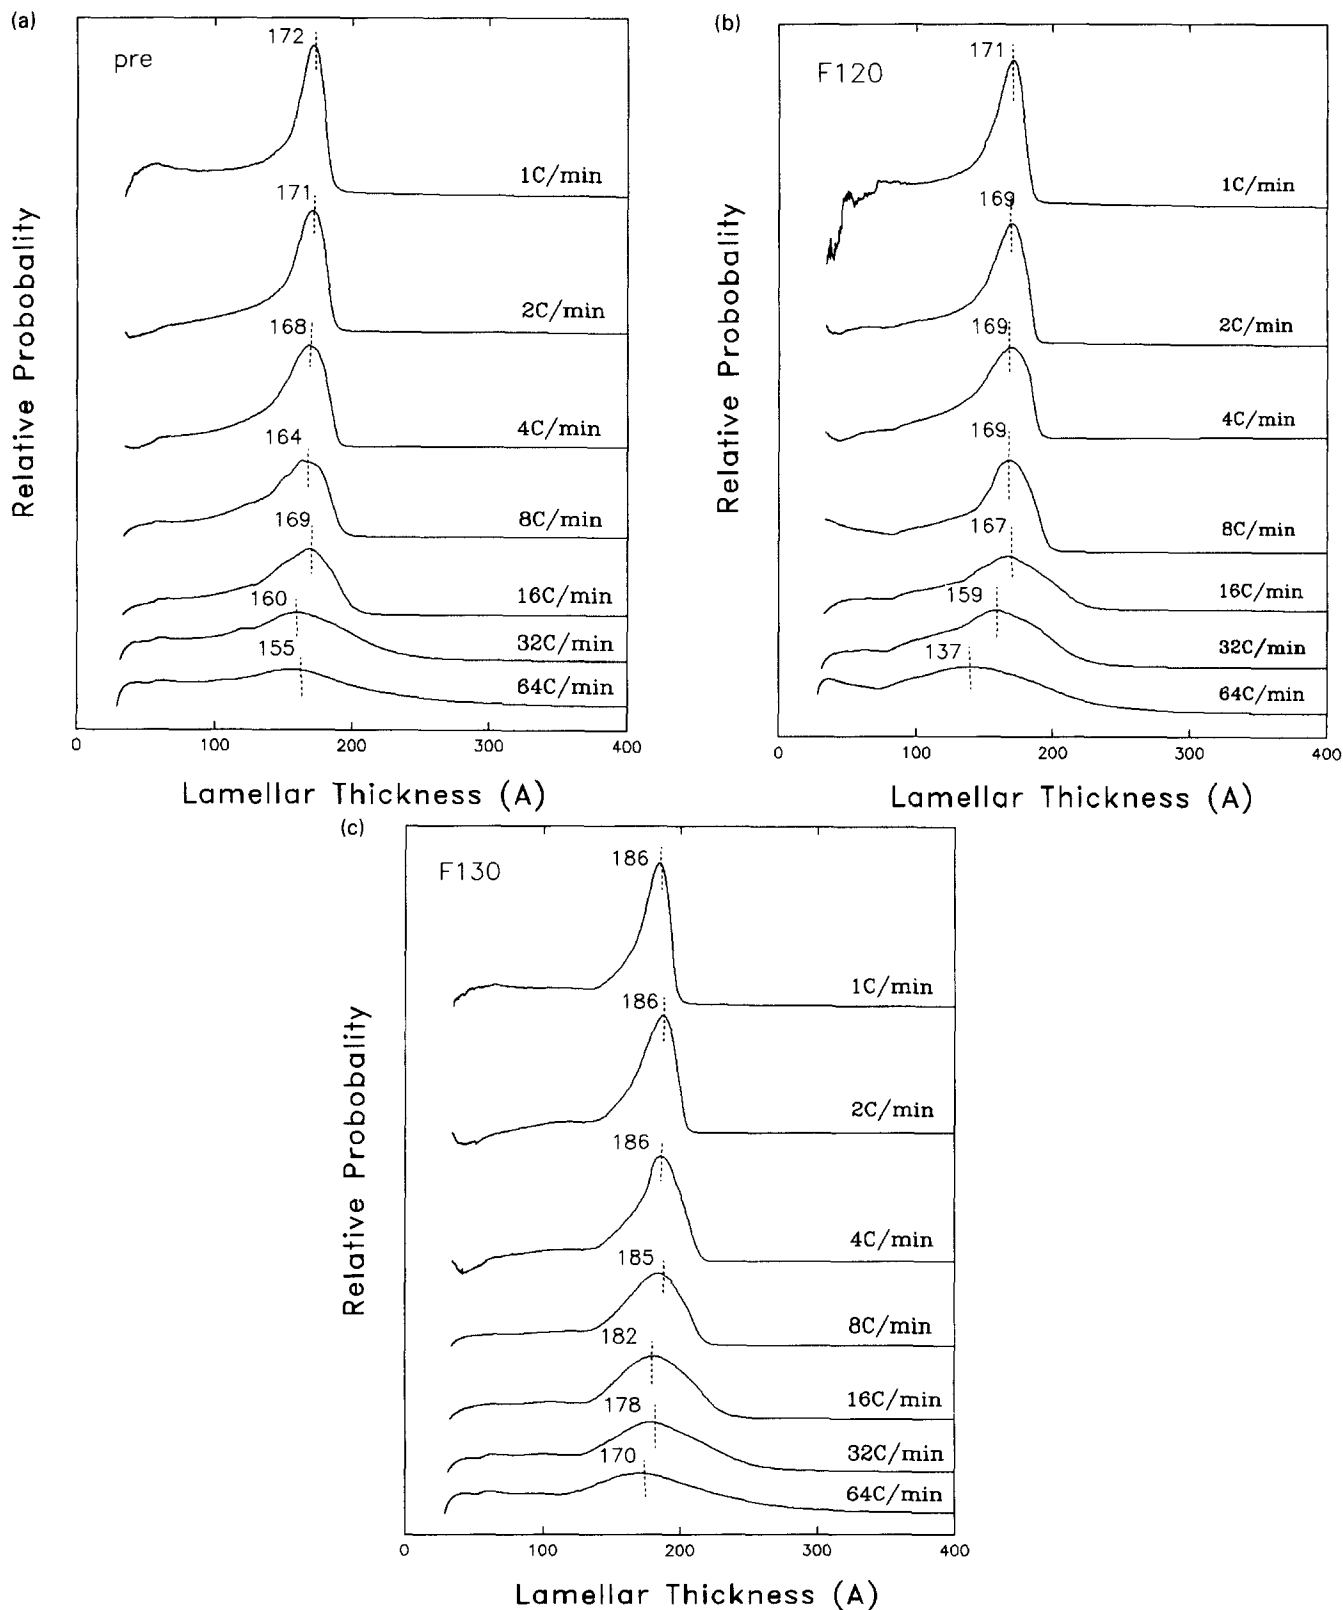 (a)
pre
172
1C/min
171
2C/min
168
4C/min
164
8C/min
169
16C/min
160
32C/min
155
64C/min
0 100 200 300 400
Relative Probobality
Lamellar Thickness (A)
(b)
F120
171
1C/min
169
2C/min
169
4C/min
169
8C/min
167
16C/min
159
32C/min
137
64C/min
0 100 200 300 400
Relative Probobality
Lamellar Thickness (A)
(c)
F130
186
1C/min
186
2C/min
186
4C/min
185
8C/min
182
16C/min
178
32C/min
170
64C/min
0 100 200 300 400
Relative Probobality
Lamellar Thickness (A)